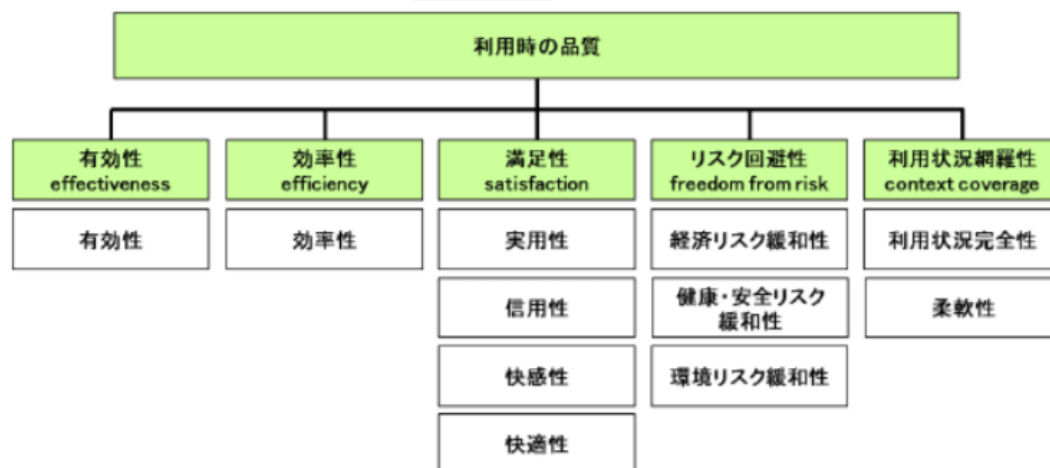 利用時の品質
有効性
effectiveness
効率性
efficiency
満足性
satisfaction
リスク回避性
freedom from risk
利用状況網羅性
context coverage
有効性
効率性
実用性
経済リスク緩和性
利用状況完全性
信用性
健康・安全リスク
緩和性
柔軟性
快感性
環境リスク緩和性
快適性